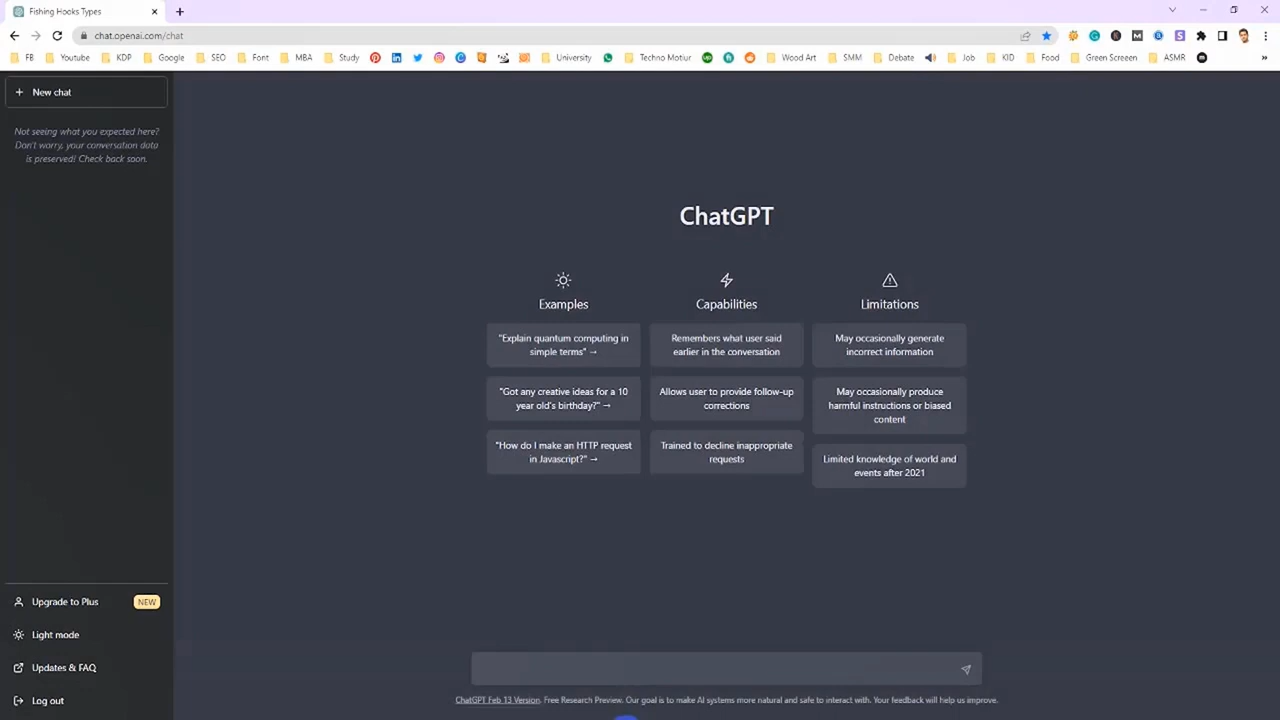 Fishing Hooks Types
chat.openai.com/chat
FB Youtube KDP Google SEO Font MBA Study University Techno Motiur Wood Art SMM Debate Job KID Food Green Screeen ASMR »
+ New chat
Not seeing what you expected here?
Don't worry, your conversation data
is preserved! Check back soon.
ChatGPT
Examples
"Explain quantum computing in
simple terms" →
"Got any creative ideas for a 10
year old's birthday?" →
"How do I make an HTTP request
in Javascript?" →
Capabilities
Remembers what user said
earlier in the conversation
Allows user to provide follow-up
corrections
Trained to decline inappropriate
requests
Limitations
May occasionally generate
incorrect information
May occasionally produce
harmful instructions or biased
content
Limited knowledge of world and
events after 2021
Upgrade to Plus NEW
Light mode
Updates & FAQ
Log out
ChatGPT Feb 13 Version. Free Research Preview. Our goal is to make AI systems more natural and safe to interact with. Your feedback will help us improve.